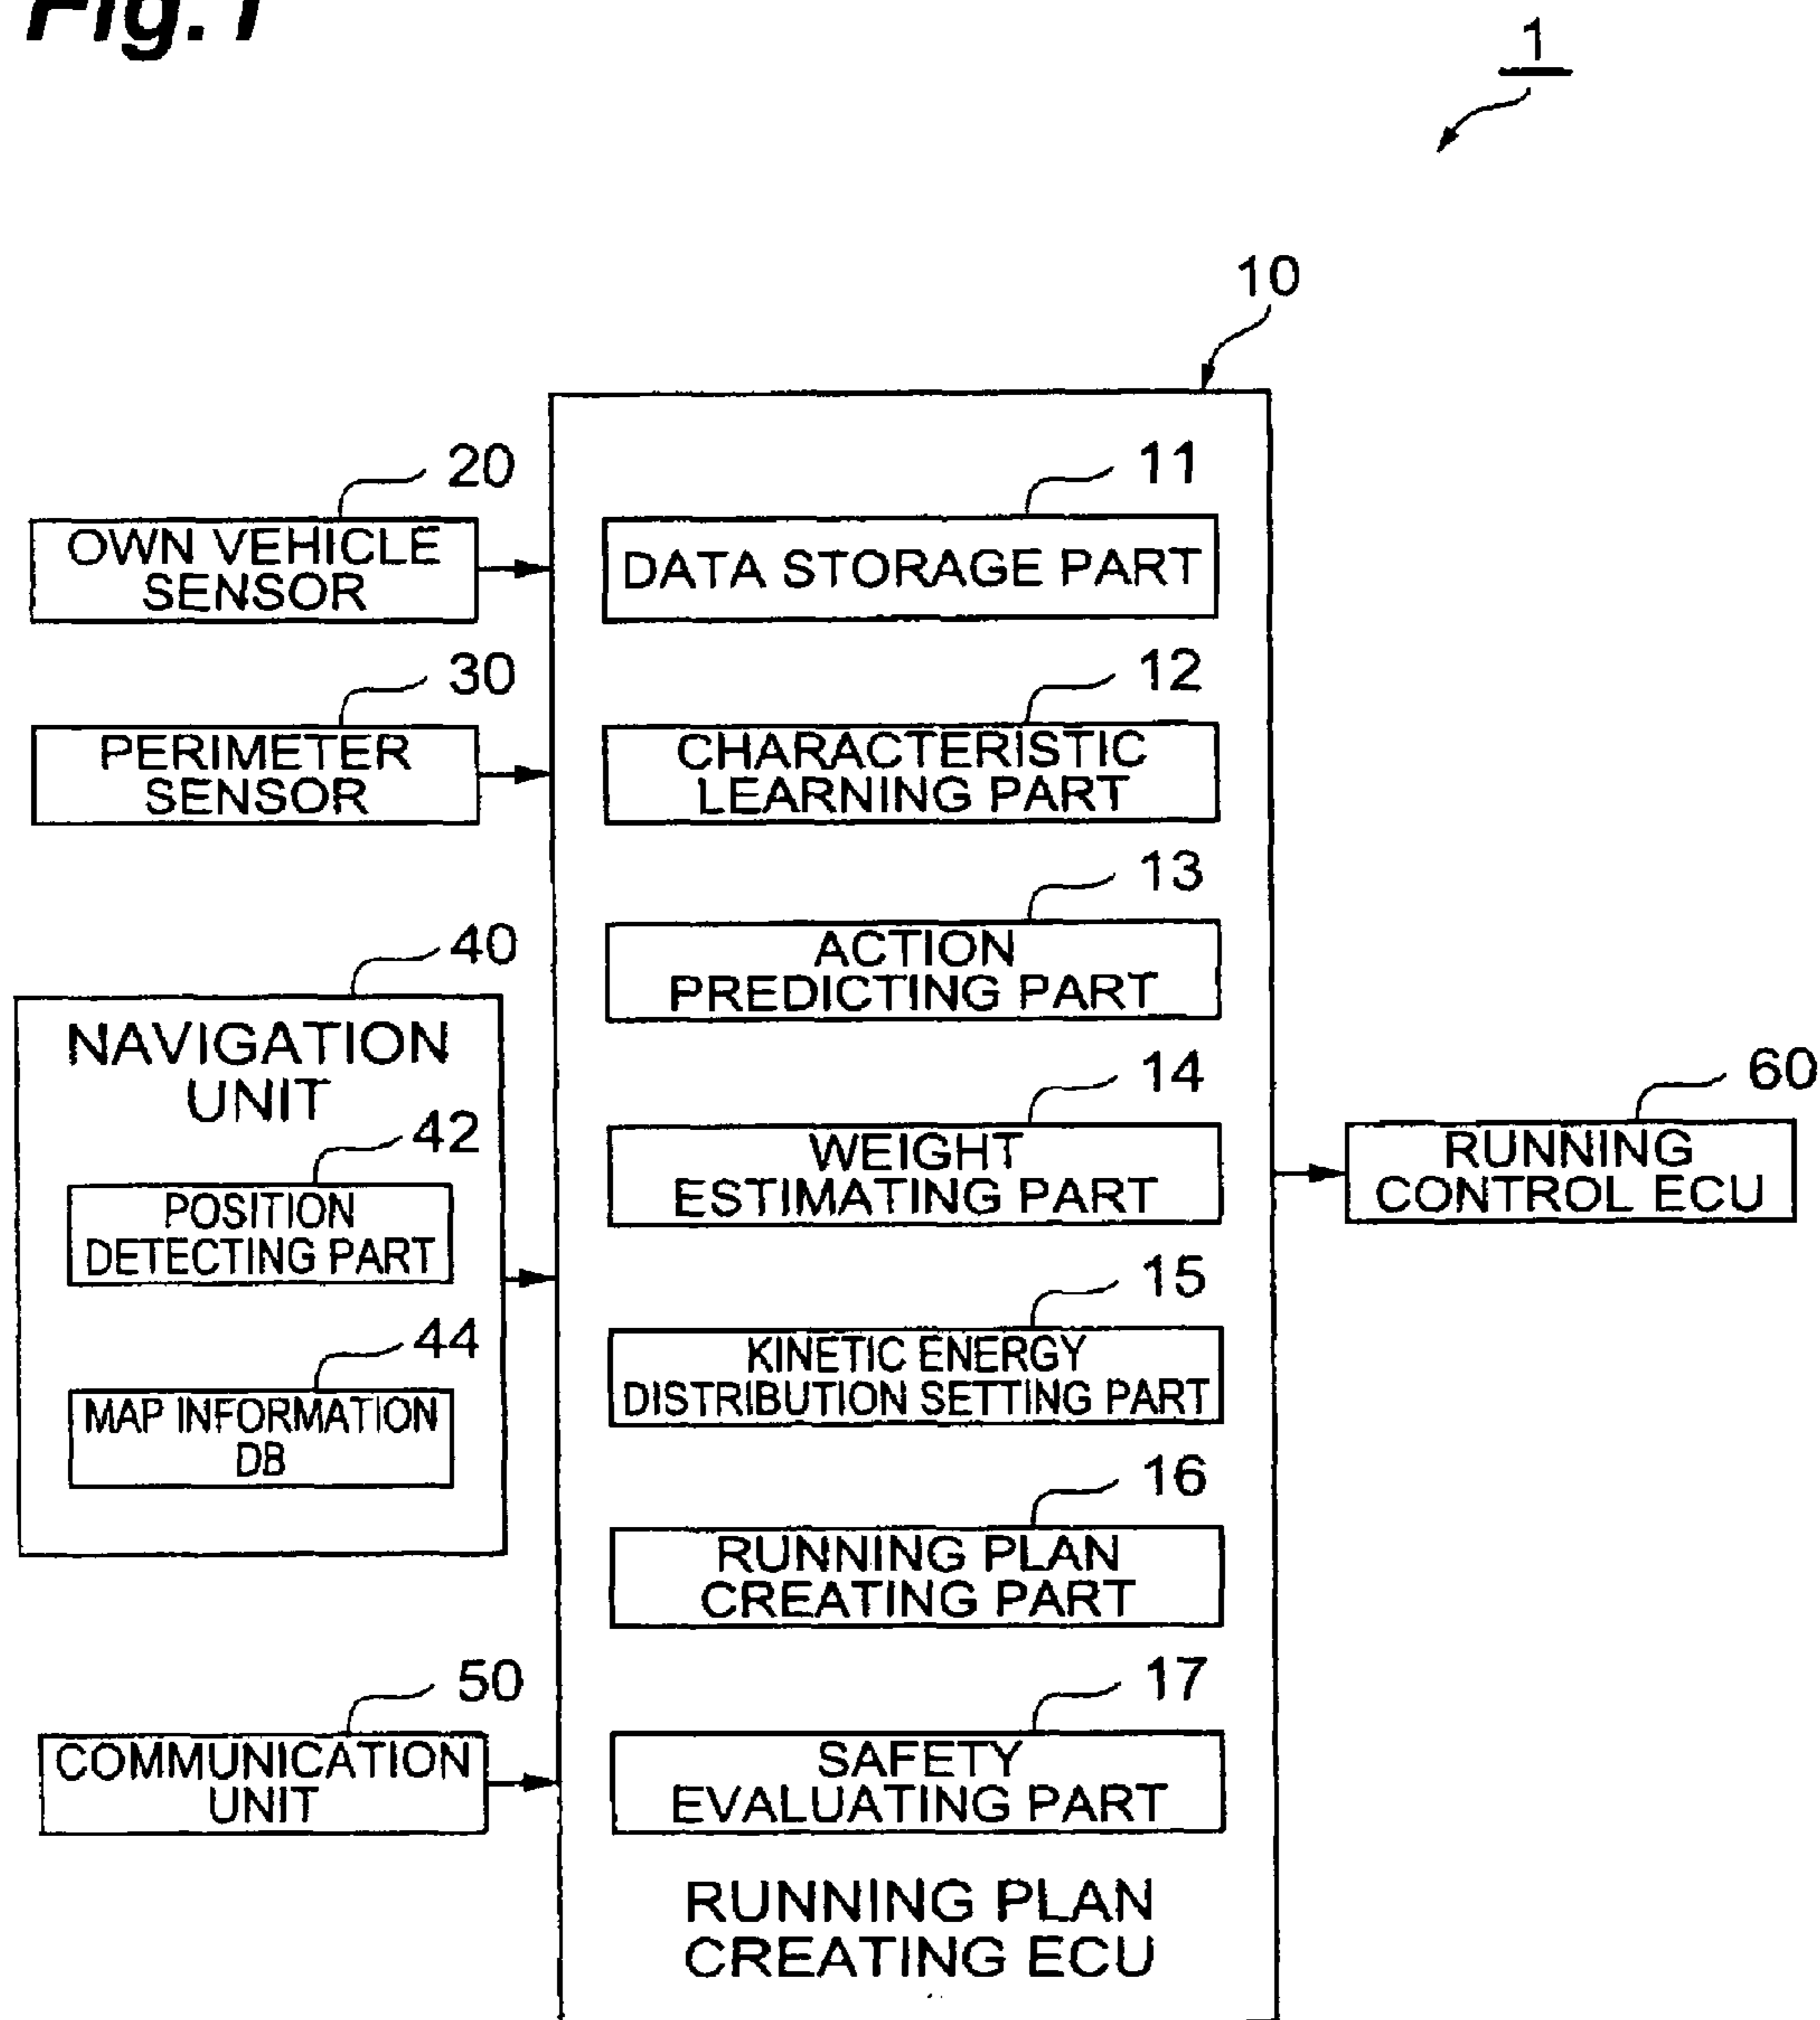 Fig.1
1
10
20
OWN VEHICLE
SENSOR
30
PERIMETER
SENSOR
40
NAVIGATION
UNIT
42
POSITION
DETECTING PART
44
MAP INFORMATION
DB
50
COMMUNICATION
UNIT
11
DATA STORAGE PART
12
CHARACTERISTIC
LEARNING PART
13
ACTION
PREDICTING PART
14
WEIGHT
ESTIMATING PART
15
KINETIC ENERGY
DISTRIBUTION SETTING PART
16
RUNNING PLAN
CREATING PART
17
SAFETY
EVALUATING PART
RUNNING PLAN
CREATING ECU
60
RUNNING
CONTROL ECU